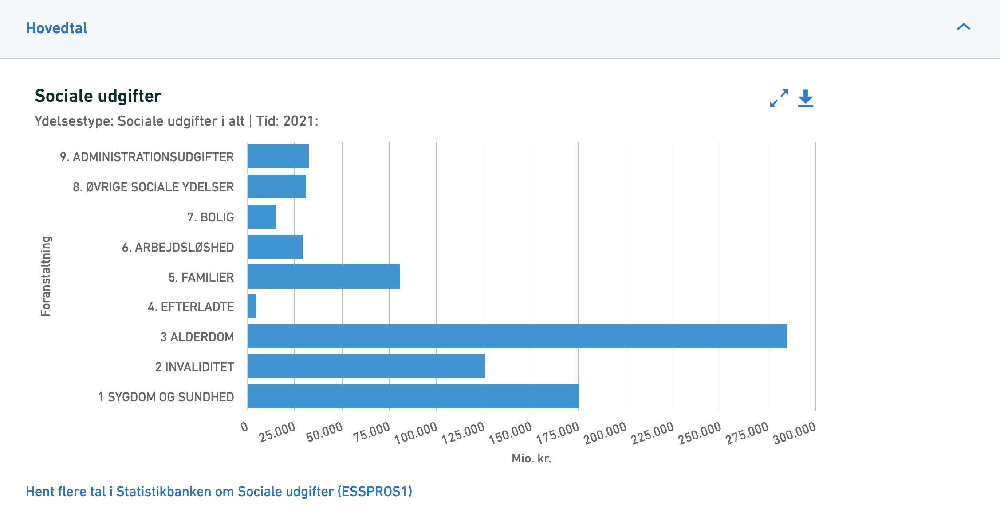 Hovedtal
Sociale udgifter
Ydelsestype: Sociale udgifter i alt | Tid: 2021:
Foranstaltning
9. ADMINISTRATIONSUDGIFTER
8. ØVRIGE SOCIALE YDELSER
7. BOLIG
6. ARBEJDSLØSHED
5. FAMILIER
4. EFTERLADTE
3 ALDERDOM
2 INVALIDITET
1 SYGDOM OG SUNDHED
0 25.000 50.000 75.000 100.000 125.000 150.000 175.000 200.000 225.000 250.000 275.000 300.000
Mio. kr.
Hent flere tal i Statistikbanken om Sociale udgifter (ESSPROS1)